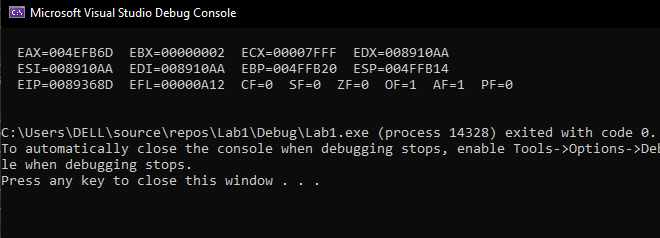 Microsoft Visual Studio Debug Console
EAX=004EFB6D EBX=00000002 ECX=00007FFF EDX=008910AA
ESI=008910AA EDI=008910AA EBP=004FFB20 ESP=004FFB14
EIP=0089368D EFL=00000A12 CF=0 SF=0 ZF=0 OF=1 AF=1 PF=0
C:\Users\DELL\source\repos\Lab1\Debug\Lab1.exe (process 14328) exited with code 0.
To automatically close the console when debugging stops, enable Tools->Options->Deb
le when debugging stops.
Press any key to close this window . . .